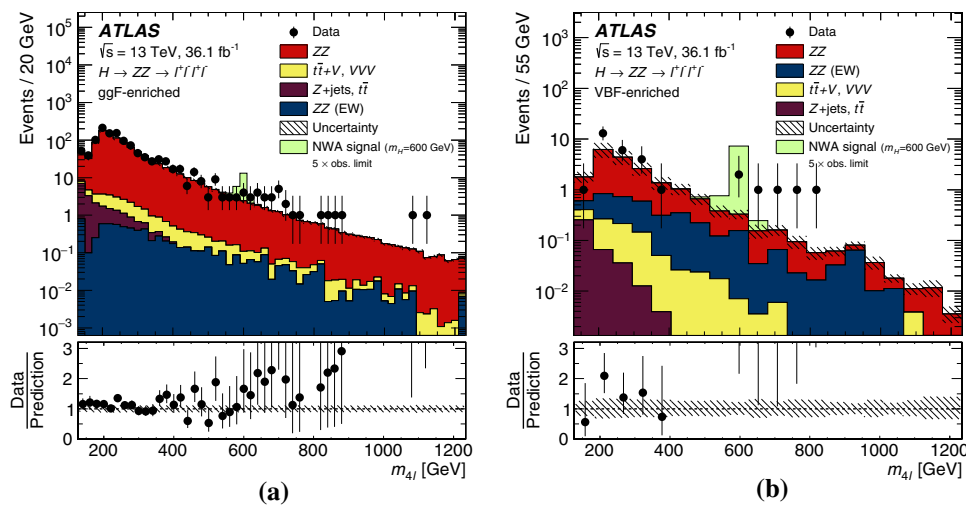 ATLAS
√s = 13 TeV, 36.1 fb⁻¹
H → ZZ → l⁺l⁻l⁺l⁻
ggF-enriched
Data
ZZ
tt̄+V, VVV
Z+jets, tt̄
ZZ (EW)
Uncertainty
NWA signal (m_H=600 GeV)
5 × obs. limit
Events / 20 GeV
10⁵
10⁴
10³
10²
10
1
10⁻¹
10⁻²
10⁻³
Data
Prediction
3
2
1
0
200 400 600 800 1000 1200
m₄ₗ [GeV]
(a)
ATLAS
√s = 13 TeV, 36.1 fb⁻¹
H → ZZ → l⁺l⁻l⁺l⁻
VBF-enriched
Data
ZZ
ZZ (EW)
tt̄+V, VVV
Z+jets, tt̄
Uncertainty
NWA signal (m_H=600 GeV)
5 × obs. limit
Events / 55 GeV
10³
10²
10
1
10⁻¹
10⁻²
Data
Prediction
3
2
1
0
200 400 600 800 1000 1200
m₄ₗ [GeV]
(b)